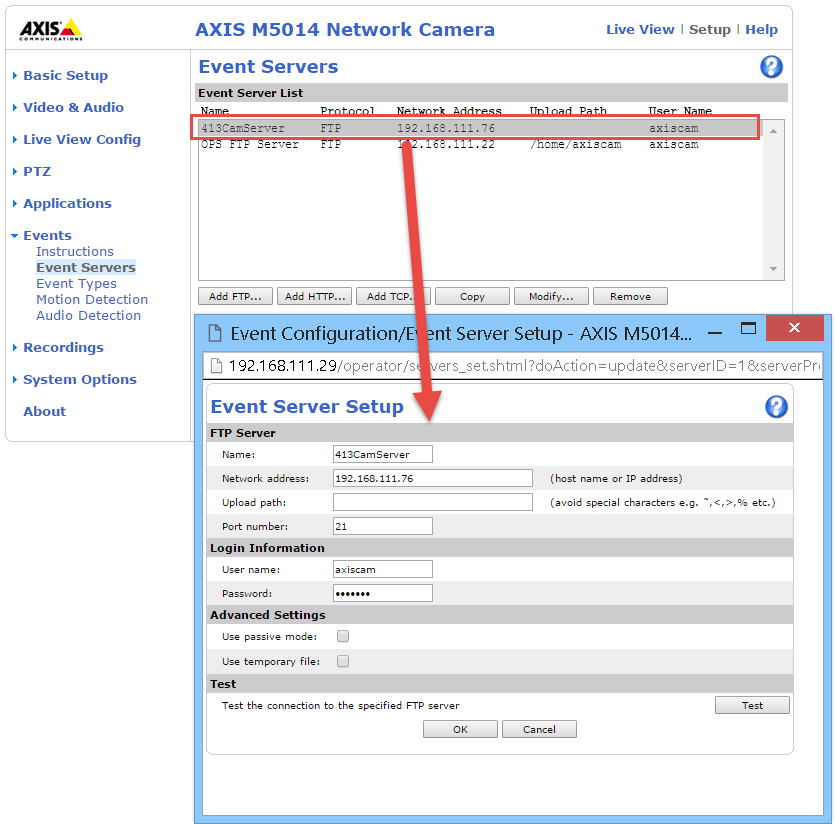 AXIS COMMUNICATIONS
AXIS M5014 Network Camera
Live View | Setup | Help
Basic Setup
Video & Audio
Live View Config
PTZ
Applications
Events
Instructions
Event Servers
Event Types
Motion Detection
Audio Detection
Recordings
System Options
About
Event Servers
Event Server List
Name Protocol Network Address Upload Path User Name
413CamServer FTP 192.168.111.76 axiscam
OPS FTP Server FTP 192.168.111.22 /home/axiscam axiscam
Add FTP... Add HTTP... Add TCP... Copy Modify... Remove
Event Configuration/Event Server Setup - AXIS M5014...
192.168.111.29/operator/servers_set.shtml?doAction=update&serverID=1&serverPr
Event Server Setup
FTP Server
Name: 413CamServer
Network address: 192.168.111.76 (host name or IP address)
Upload path: (avoid special characters e.g. ~,<,>,% etc.)
Port number: 21
Login Information
User name: axiscam
Password: •••••••
Advanced Settings
Use passive mode:
Use temporary file:
Test
Test the connection to the specified FTP server Test
OK Cancel